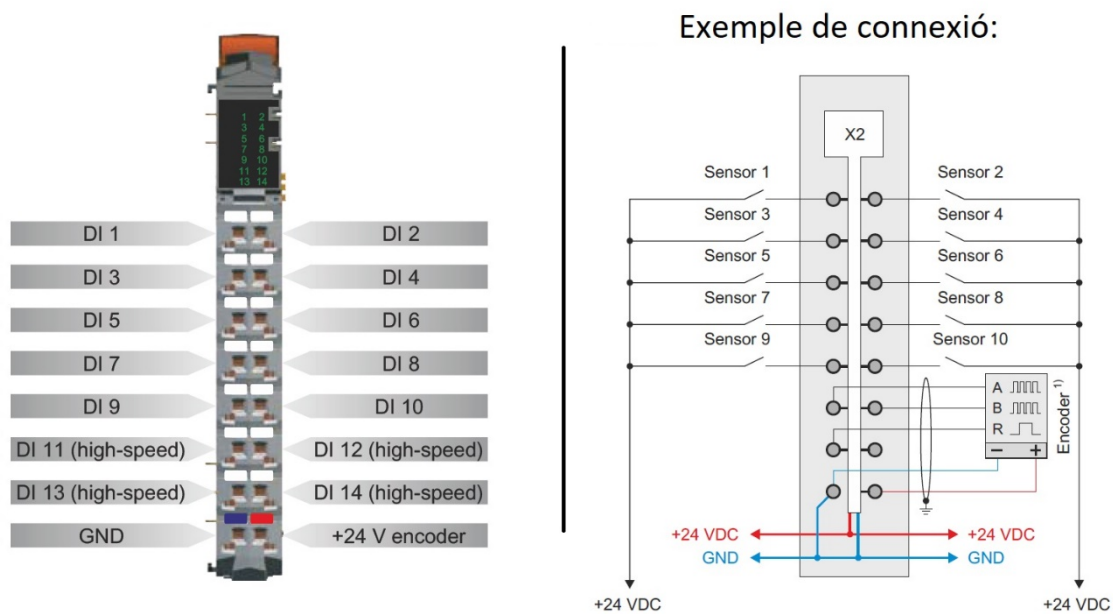 Exemple de connexió:
1 2
3 4
5 6
7 8
9 10
11 12
13 14
DI 1 DI 2
DI 3 DI 4
DI 5 DI 6
DI 7 DI 8
DI 9 DI 10
DI 11 (high-speed) DI 12 (high-speed)
DI 13 (high-speed) DI 14 (high-speed)
GND +24 V encoder
X2
Sensor 1 Sensor 2
Sensor 3 Sensor 4
Sensor 5 Sensor 6
Sensor 7 Sensor 8
Sensor 9 Sensor 10
A
B
R
− +
Encoder 1)
+24 VDC +24 VDC
GND GND
+24 VDC +24 VDC